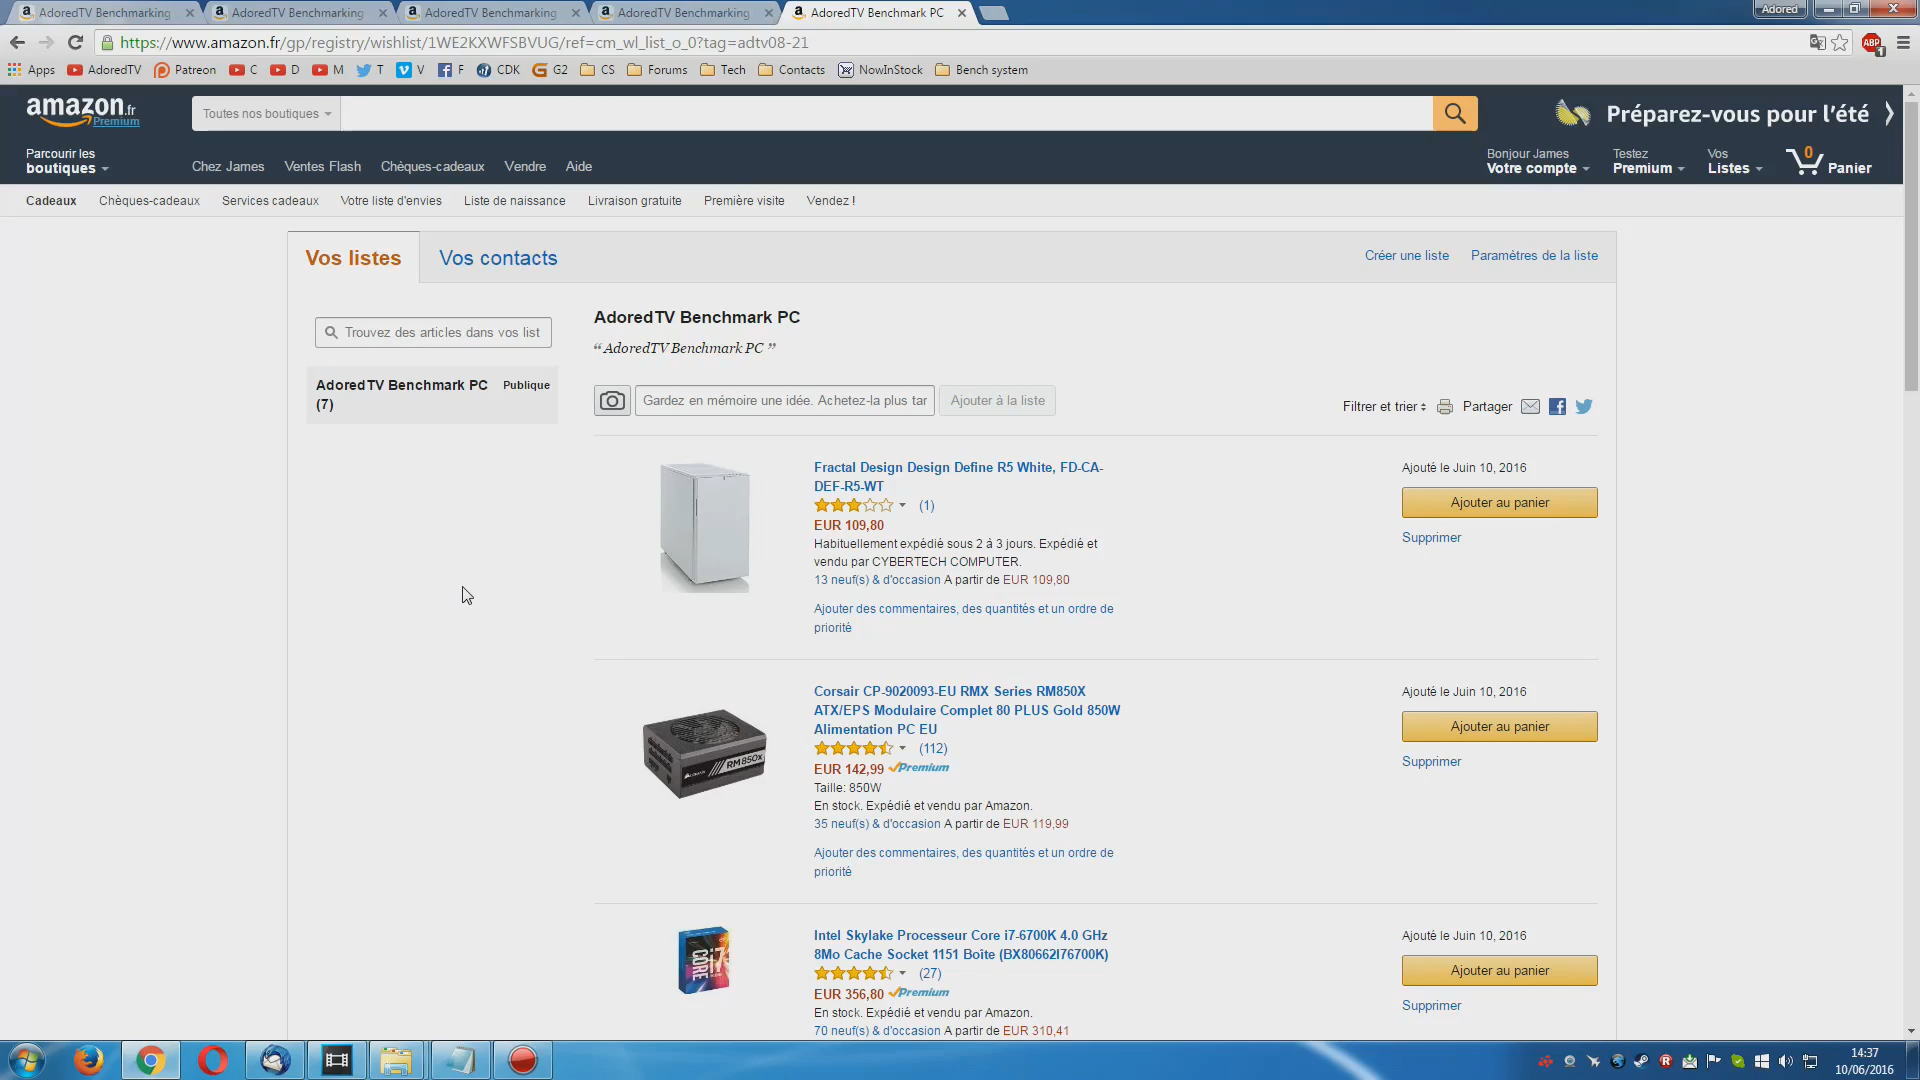 AdoredTV Benchmarking
AdoredTV Benchmarking
AdoredTV Benchmarking
AdoredTV Benchmarking
AdoredTV Benchmark PC
Adored
https://www.amazon.fr/gp/registry/wishlist/1WE2KXWFSBVUG/ref=cm_wl_list_o_0?tag=adtv08-21
ABP 1
Apps AdoredTV Patreon C D M T V F CDK G2 CS Forums Tech Contacts NowInStock Bench system
amazon.fr
Premium
Toutes nos boutiques
Préparez-vous pour l'été
Parcourir les
boutiques
Chez James Ventes Flash Chèques-cadeaux Vendre Aide
Bonjour James
Votre compte
Testez
Premium
Vos
Listes
0
Panier
Cadeaux Chèques-cadeaux Services cadeaux Votre liste d'envies Liste de naissance Livraison gratuite Première visite Vendez !
Vos listes Vos contacts
Créer une liste Paramètres de la liste
Trouvez des articles dans vos list
AdoredTV Benchmark PC Publique
(7)
AdoredTV Benchmark PC
“ AdoredTV Benchmark PC ”
Gardez en mémoire une idée. Achetez-la plus tar Ajouter à la liste
Filtrer et trier Partager
Fractal Design Design Define R5 White, FD-CA-
DEF-R5-WT
(1)
EUR 109,80
Habituellement expédié sous 2 à 3 jours. Expédié et
vendu par CYBERTECH COMPUTER.
13 neuf(s) & d'occasion A partir de EUR 109,80
Ajouter des commentaires, des quantités et un ordre de
priorité
Ajouté le Juin 10, 2016
Ajouter au panier
Supprimer
RM850X
Corsair CP-9020093-EU RMX Series RM850X
ATX/EPS Modulaire Complet 80 PLUS Gold 850W
Alimentation PC EU
(112)
EUR 142,99 Premium
Taille: 850W
En stock. Expédié et vendu par Amazon.
35 neuf(s) & d'occasion A partir de EUR 119,99
Ajouter des commentaires, des quantités et un ordre de
priorité
Ajouté le Juin 10, 2016
Ajouter au panier
Supprimer
CORE i7
Intel Skylake Processeur Core i7-6700K 4.0 GHz
8Mo Cache Socket 1151 Boîte (BX80662I76700K)
(27)
EUR 356,80 Premium
En stock. Expédié et vendu par Amazon.
70 neuf(s) & d'occasion A partir de EUR 310,41
Ajouté le Juin 10, 2016
Ajouter au panier
Supprimer
14:37
10/06/2016